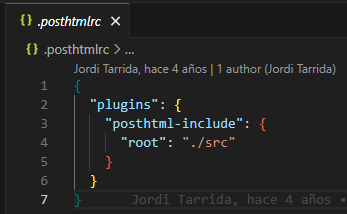 {} .posthtmlrc ×
{} .posthtmlrc > ...
Jordi Tarrida, hace 4 años | 1 author (Jordi Tarrida)
1 {
2   "plugins": {
3     "posthtml-include": {
4       "root": "./src"
5     }
6   }
7 }    Jordi Tarrida, hace 4 años •